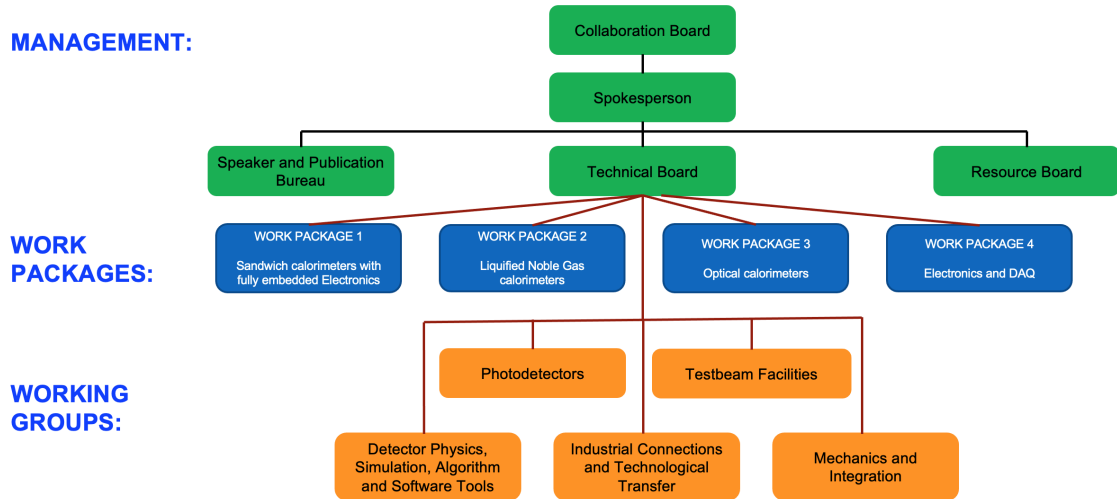 MANAGEMENT:
Collaboration Board
Spokesperson
Speaker and Publication
Bureau
Technical Board
Resource Board
WORK
PACKAGES:
WORK PACKAGE 1
Sandwich calorimeters with
fully embedded Electronics
WORK PACKAGE 2
Liquified Noble Gas
calorimeters
WORK PACKAGE 3
Optical calorimeters
WORK PACKAGE 4
Electronics and DAQ
WORKING
GROUPS:
Photodetectors
Testbeam Facilities
Detector Physics,
Simulation, Algorithm
and Software Tools
Industrial Connections
and Technological
Transfer
Mechanics and
Integration